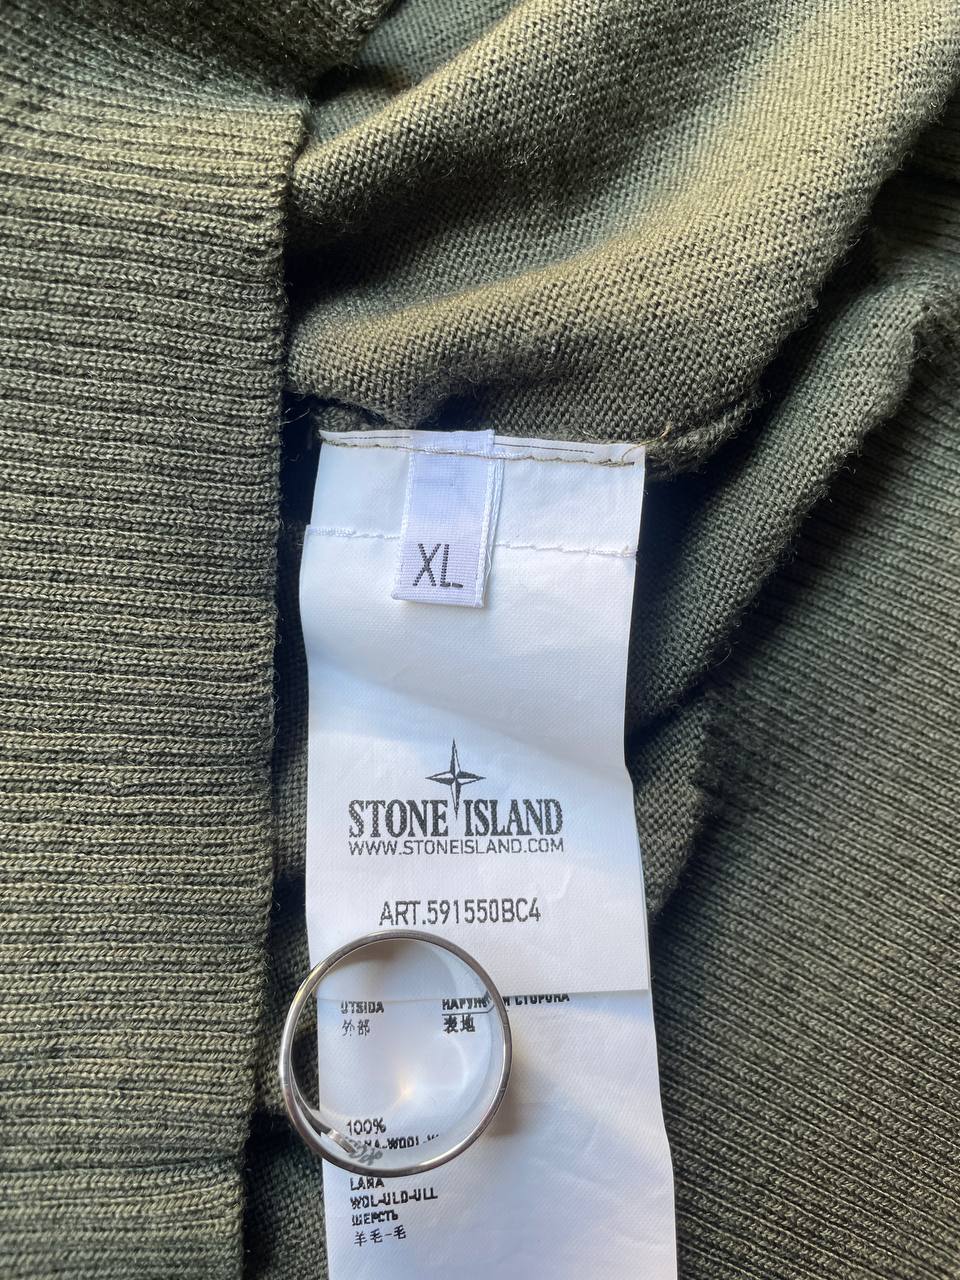 XL
STONE ISLAND
WWW.STONEISLAND.COM
ART.591550BC4
UTSIDA
СТОРОНА
外部
表地
100%
LANA
WOL-ULD-ULL
ШЕРСТЬ
羊毛-毛